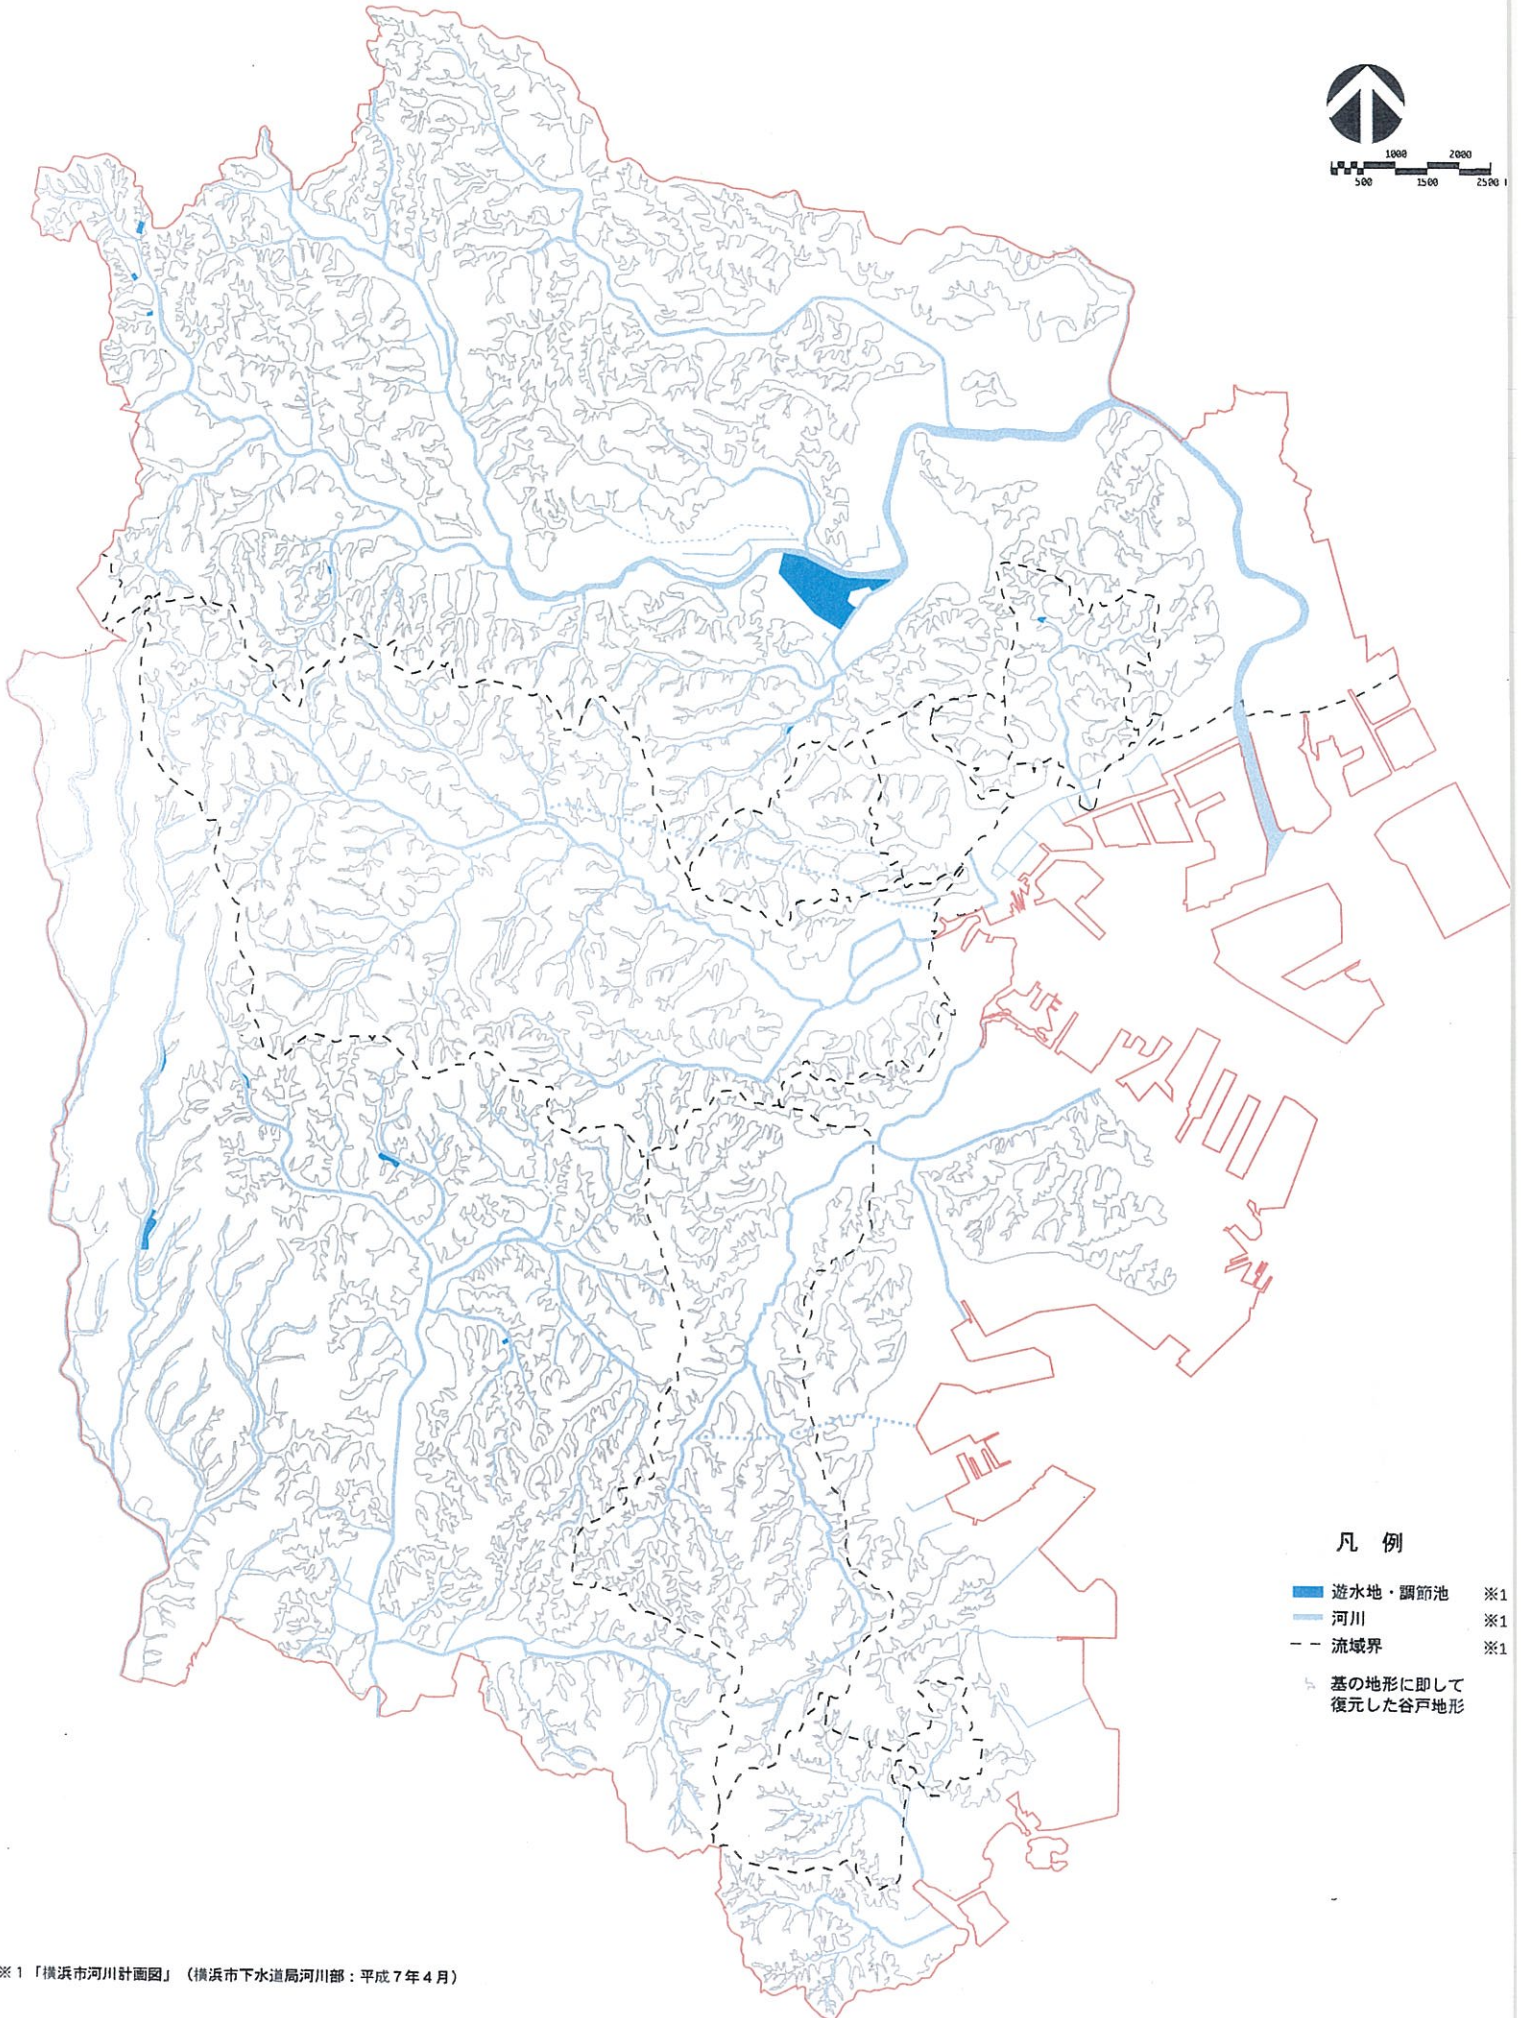 1000 2000
500 1500 2500
凡 例
遊水地・調節池 ※1
河川 ※1
流域界 ※1
基の地形に即して
復元した谷戸地形
※1「横浜市河川計画図」（横浜市下水道局河川部：平成7年4月）